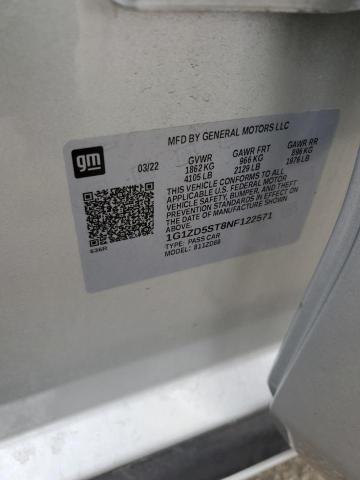 MFD BY GENERAL MOTORS LLC
gm
03/22 GVWR GAWR FRT GAWR RR
1862 KG 966 KG 896 KG
4105 LB 2129 LB 1976 LB
THIS VEHICLE CONFORMS TO ALL
APPLICABLE U.S. FEDERAL MOTOR
VEHICLE SAFETY, BUMPER, AND THEFT
PREVENTION STANDARDS IN EFFECT ON
THE DATE OF MANUFACTURE SHOWN
ABOVE.
1G1ZD5ST8NF122571
TYPE: PASS CAR
MODEL: 811ZD69
636R